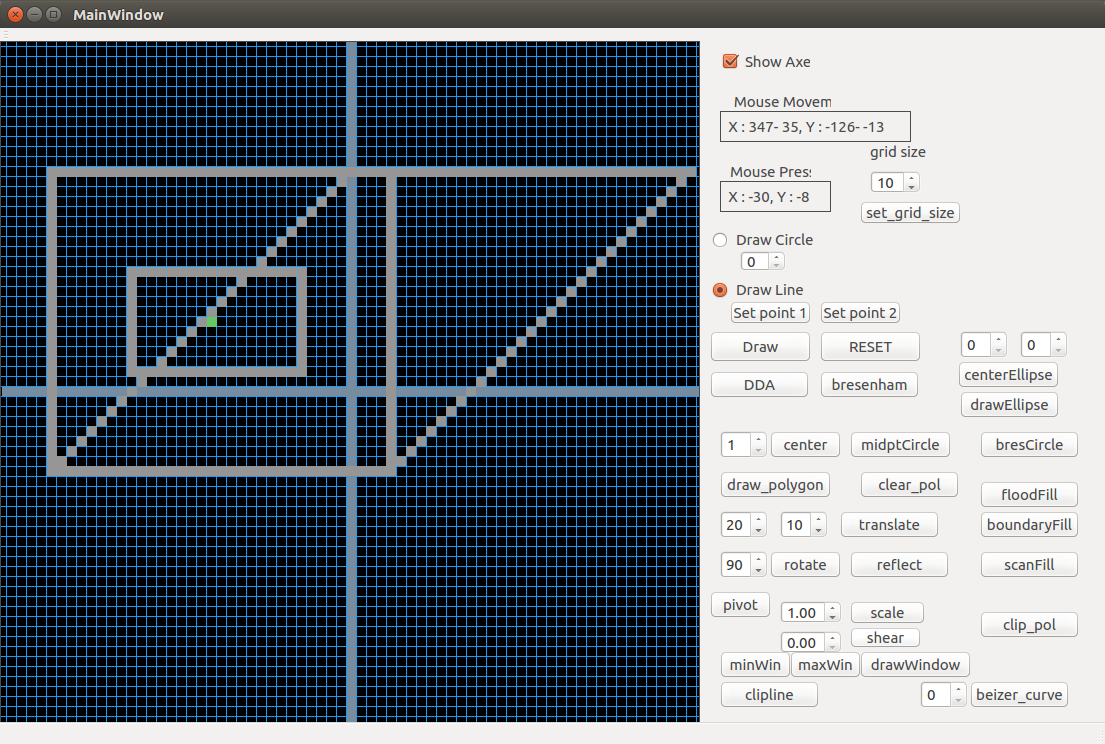 MainWindow
Show Axe
Mouse Movem
X : 347- 35, Y : -126- -13
grid size
Mouse Press
10
X : -30, Y : -8
set_grid_size
Draw Circle
0
Draw Line
Set point 1 Set point 2
Draw RESET 0 0
DDA bresenham centerEllipse
drawEllipse
1 center midptCircle bresCircle
draw_polygon clear_pol floodFill
20 10 translate boundaryFill
90 rotate reflect scanFill
pivot 1.00 scale clip_pol
0.00 shear
minWin maxWin drawWindow
clipline 0 beizer_curve